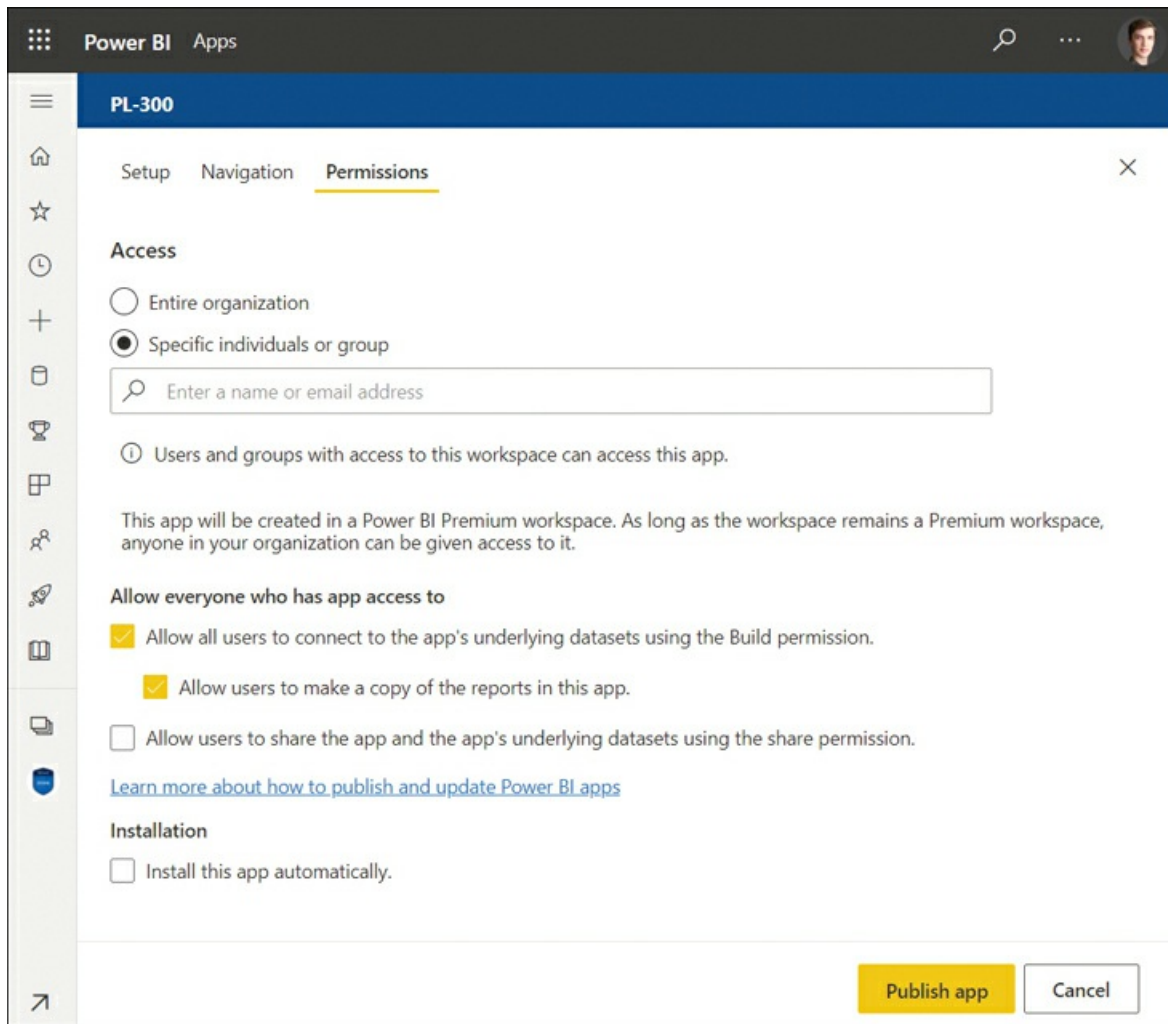 Power BI Apps
PL-300
Setup Navigation Permissions
Access
Entire organization
Specific individuals or group
Enter a name or email address
Users and groups with access to this workspace can access this app.
This app will be created in a Power BI Premium workspace. As long as the workspace remains a Premium workspace,
anyone in your organization can be given access to it.
Allow everyone who has app access to
Allow all users to connect to the app's underlying datasets using the Build permission.
Allow users to make a copy of the reports in this app.
Allow users to share the app and the app's underlying datasets using the share permission.
Learn more about how to publish and update Power BI apps
Installation
Install this app automatically.
Publish app Cancel